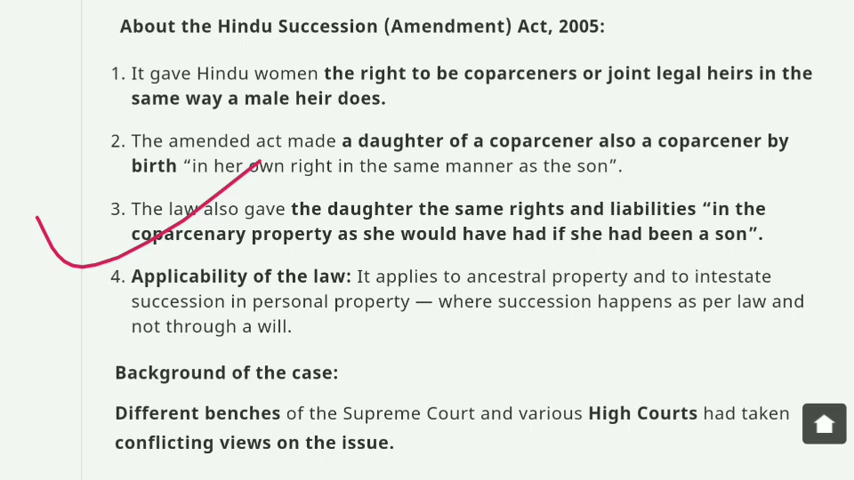 About the Hindu Succession (Amendment) Act, 2005:
1. It gave Hindu women the right to be coparceners or joint legal heirs in the
same way a male heir does.
2. The amended act made a daughter of a coparcener also a coparcener by
birth “in her own right in the same manner as the son”.
3. The law also gave the daughter the same rights and liabilities “in the
coparcenary property as she would have had if she had been a son”.
4. Applicability of the law: It applies to ancestral property and to intestate
succession in personal property — where succession happens as per law and
not through a will.
Background of the case:
Different benches of the Supreme Court and various High Courts had taken
conflicting views on the issue.